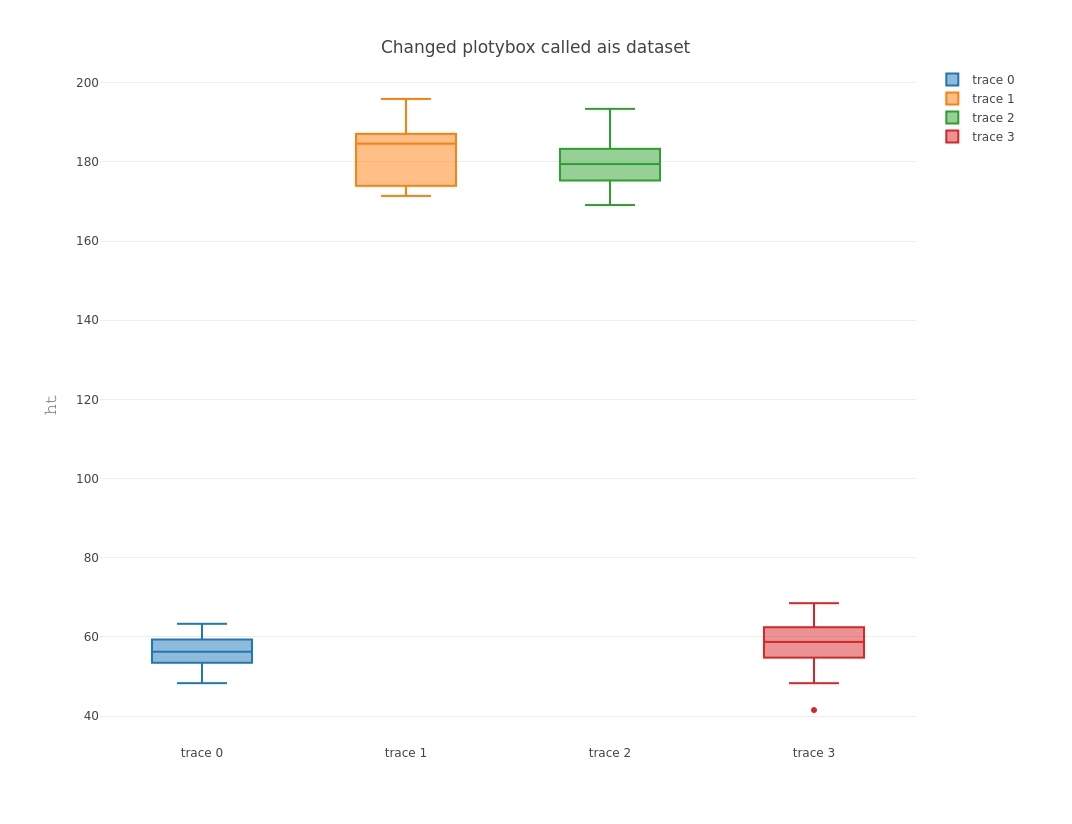 Changed plotybox called ais dataset
200
180
160
140
120
100
80
60
40
ht
trace 0
trace 1
trace 2
trace 3
trace 0
trace 1
trace 2
trace 3